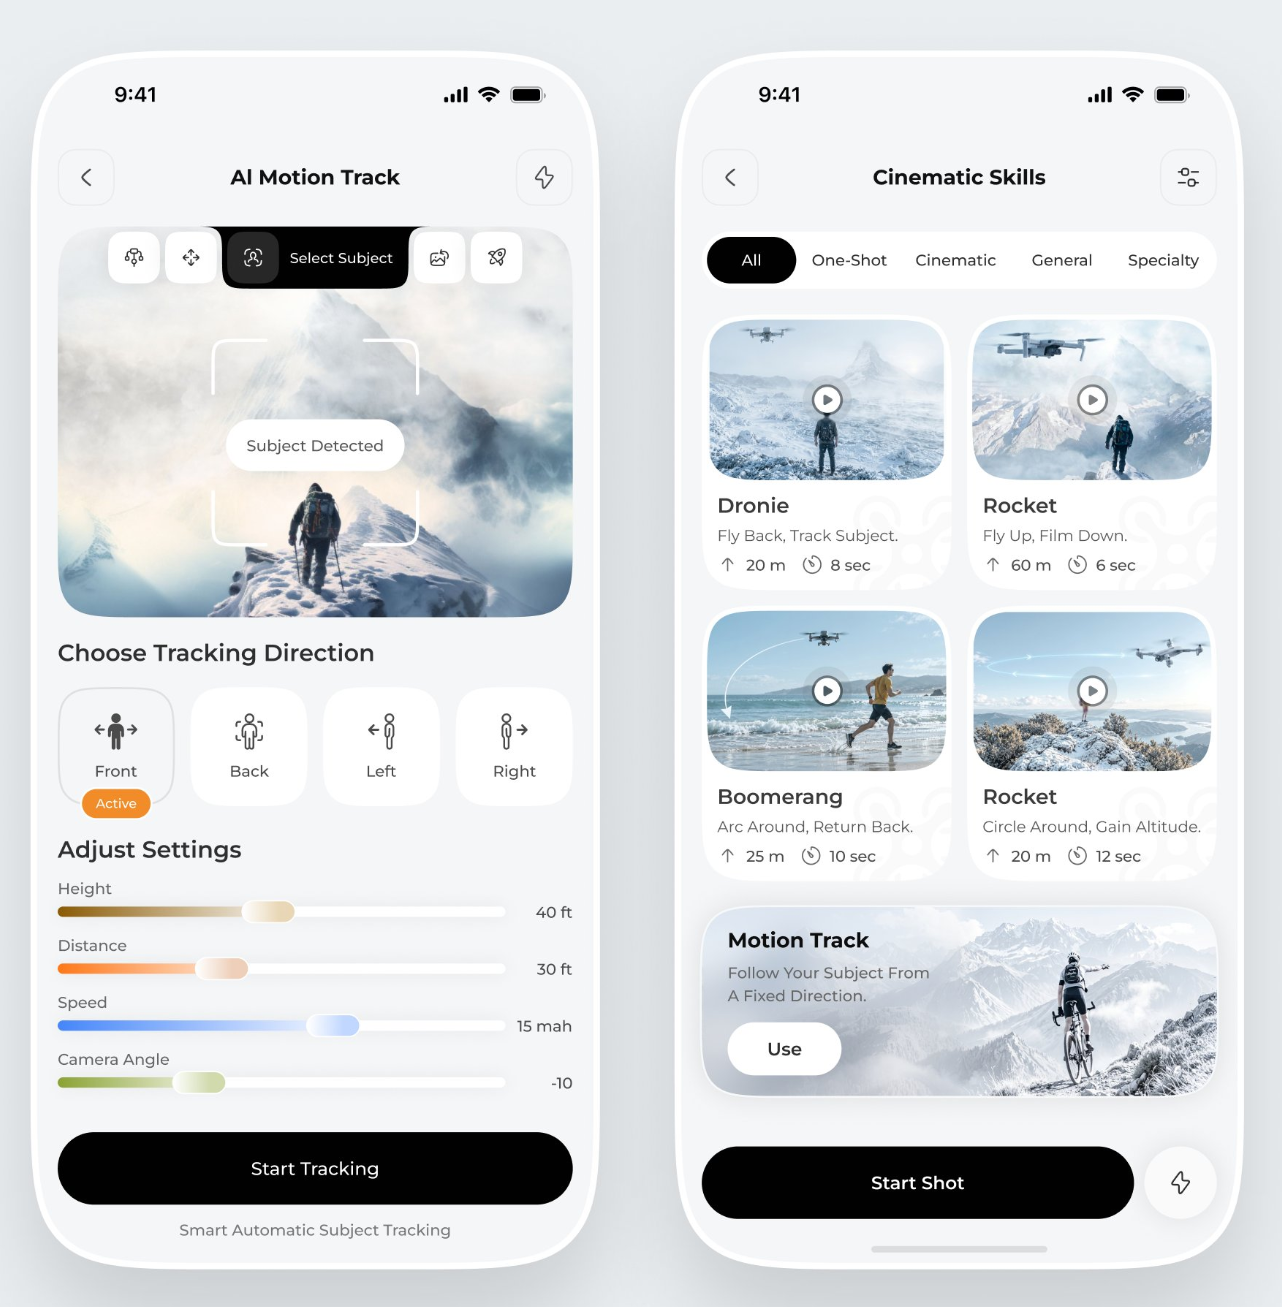 9:41
AI Motion Track
Select Subject
Subject Detected
Choose Tracking Direction
Front
Back
Left
Right
Active
Adjust Settings
Height
40 ft
Distance
30 ft
Speed
15 mah
Camera Angle
-10
Start Tracking
Smart Automatic Subject Tracking
9:41
Cinematic Skills
All
One-Shot
Cinematic
General
Specialty
Dronie
Fly Back, Track Subject.
20 m
8 sec
Rocket
Fly Up, Film Down.
60 m
6 sec
Boomerang
Arc Around, Return Back.
25 m
10 sec
Rocket
Circle Around, Gain Altitude.
20 m
12 sec
Motion Track
Follow Your Subject From
A Fixed Direction.
Use
Start Shot